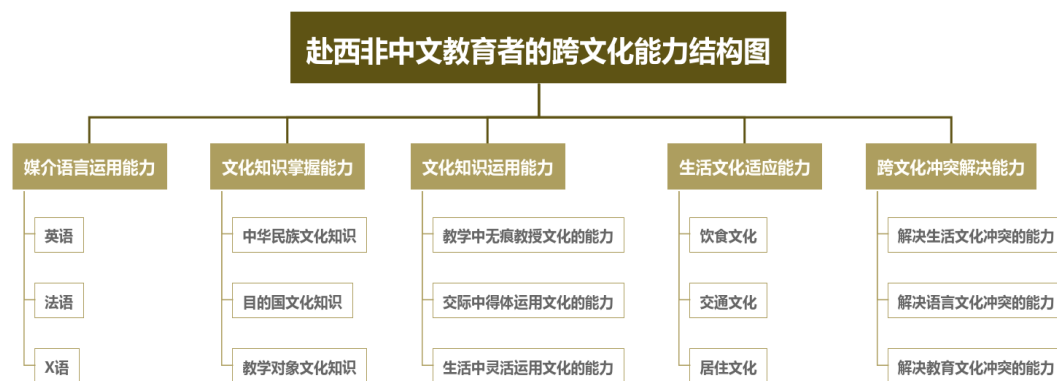 赴西非中文教育者的跨文化能力结构图
媒介语言运用能力
英语
法语
X语
文化知识掌握能力
中华民族文化知识
目的国文化知识
教学对象文化知识
文化知识运用能力
教学中无痕教授文化的能力
交际中得体运用文化的能力
生活中灵活运用文化的能力
生活文化适应能力
饮食文化
交通文化
居住文化
跨文化冲突解决能力
解决生活文化冲突的能力
解决语言文化冲突的能力
解决教育文化冲突的能力